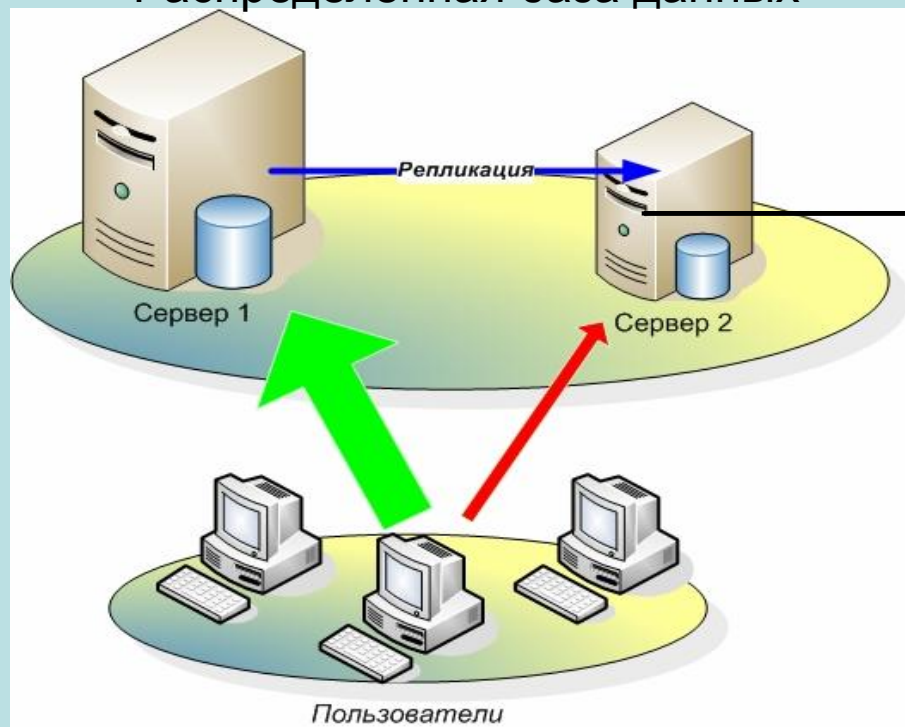 Распределенная база данных
Репликация
Сервер 1
Сервер 2
Пользователи